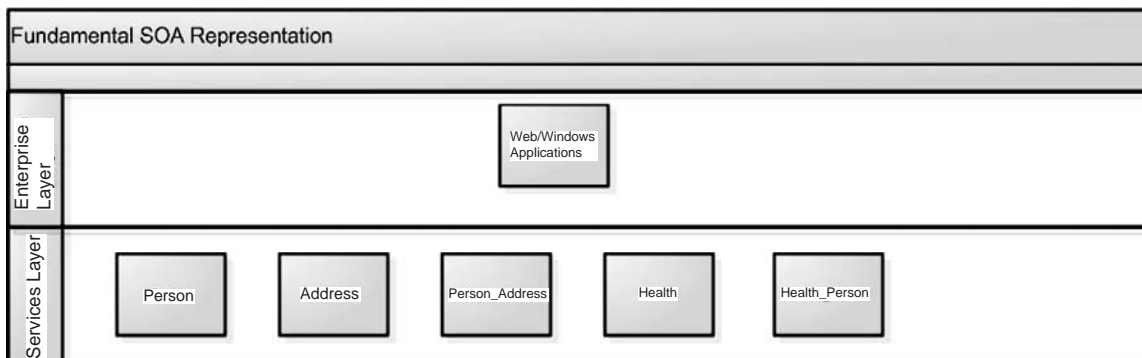 Fundamental SOA Representation
Enterprise
Layer
Web/Windows
Applications
Services Layer
Person
Address
Person_Address
Health
Health_Person